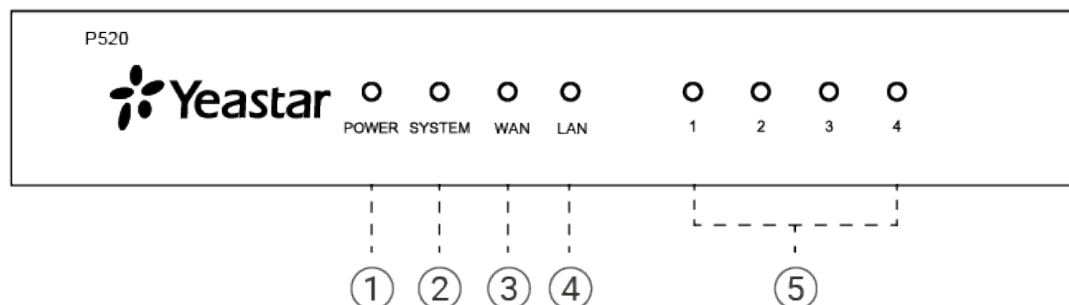 P520
Yeastar
POWER SYSTEM WAN LAN 1 2 3 4
① ② ③ ④ ⑤